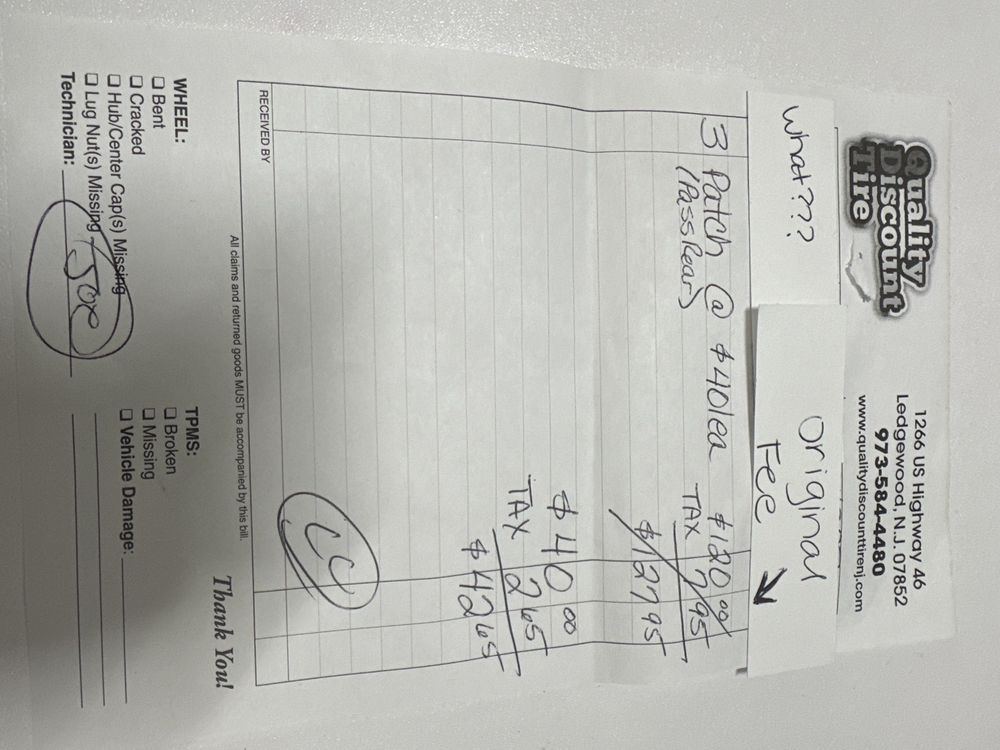 Quality
Discount
Tire
1266 US Highway 46
Ledgewood, N.J. 07852
973-584-4480
www.qualitydiscounttirenj.com
What???
Original
Fee
3 Patch @ $40/ea $120 00
(Pass Rear) TAX 7 95
$127 95
$40 00
TAX 2 65
$42 65
CC
RECEIVED BY
All claims and returned goods MUST be accompanied by this bill.
Thank You!
WHEEL:
☐ Bent
☐ Cracked
☐ Hub/Center Cap(s) Missing
☐ Lug Nut(s) Missing
Technician: Joe
TPMS:
☐ Broken
☐ Missing
☐ Vehicle Damage: